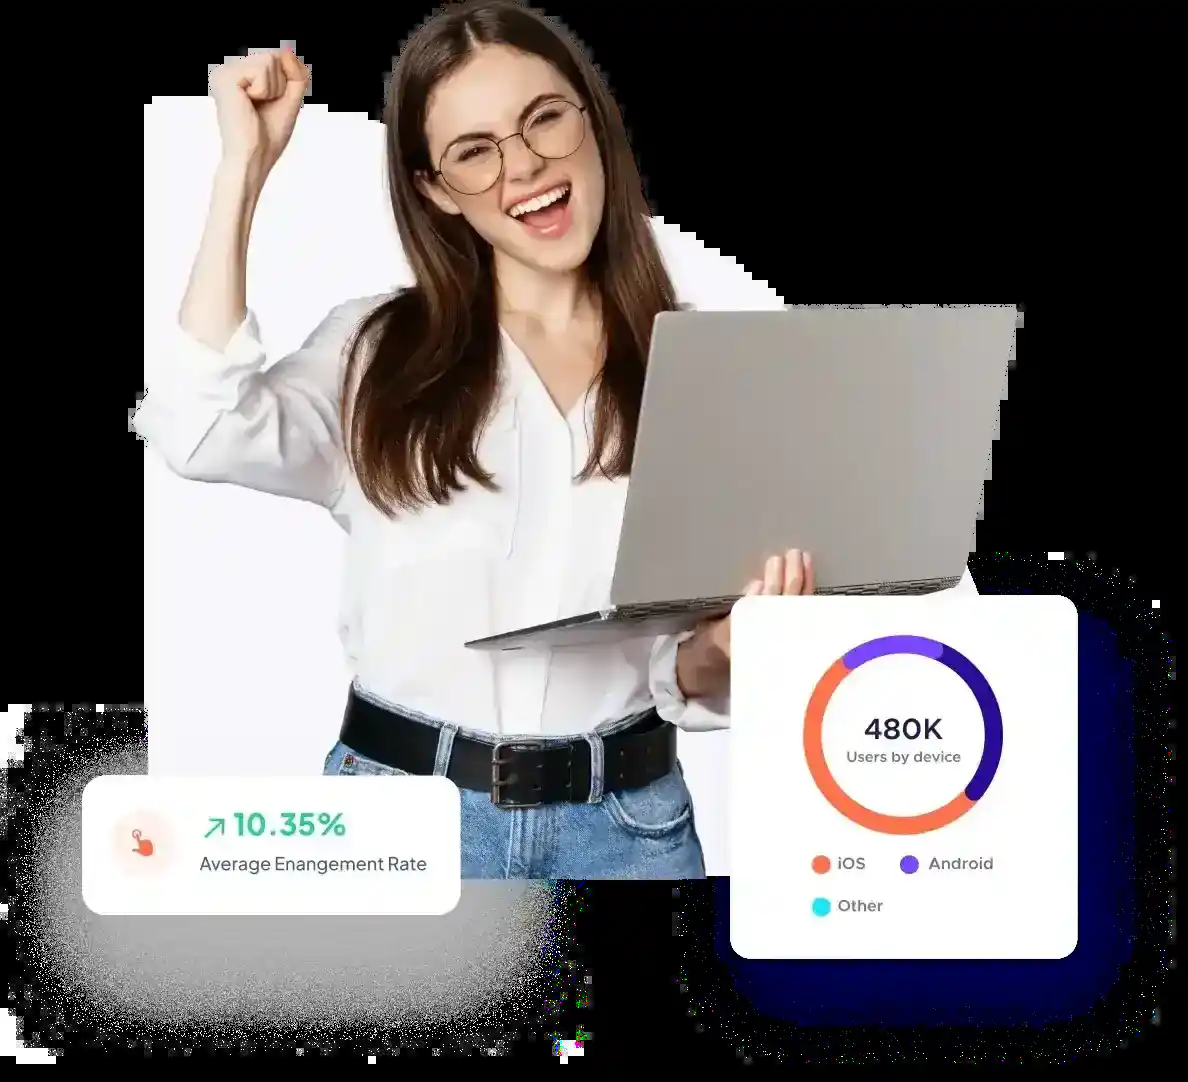 480K
Users by device
iOS
Android
Other
10.35%
Average Enangement Rate